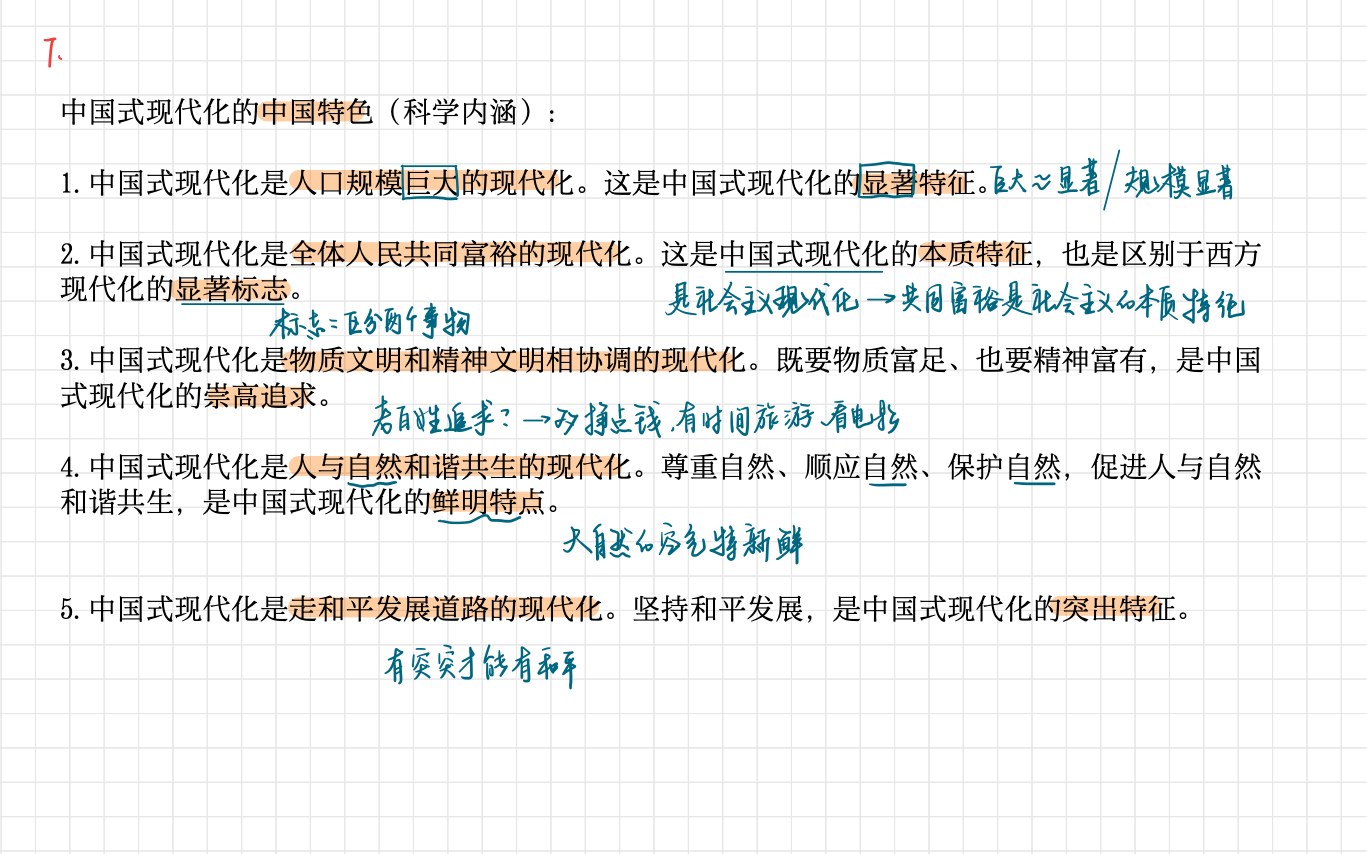 7、
中国式现代化的中国特色（科学内涵）:
1. 中国式现代化是人口规模巨大的现代化。这是中国式现代化的显著特征。巨大≈显著/规模显著
2. 中国式现代化是全体人民共同富裕的现代化。这是中国式现代化的本质特征，也是区别于西方
现代化的显著标志。
是社会主义现代化→共同富裕是社会主义的本质特征
标志=区分两个事物
3. 中国式现代化是物质文明和精神文明相协调的现代化。既要物质富足、也要精神富有，是中国
式现代化的崇高追求。
老百姓追求?→多挣点钱,有时间旅游、看电影
4. 中国式现代化是人与自然和谐共生的现代化。尊重自然、顺应自然、保护自然，促进人与自然
和谐共生，是中国式现代化的鲜明特点。
大自然的空气特新鲜
5. 中国式现代化是走和平发展道路的现代化。坚持和平发展，是中国式现代化的突出特征。
有突突才能有和平